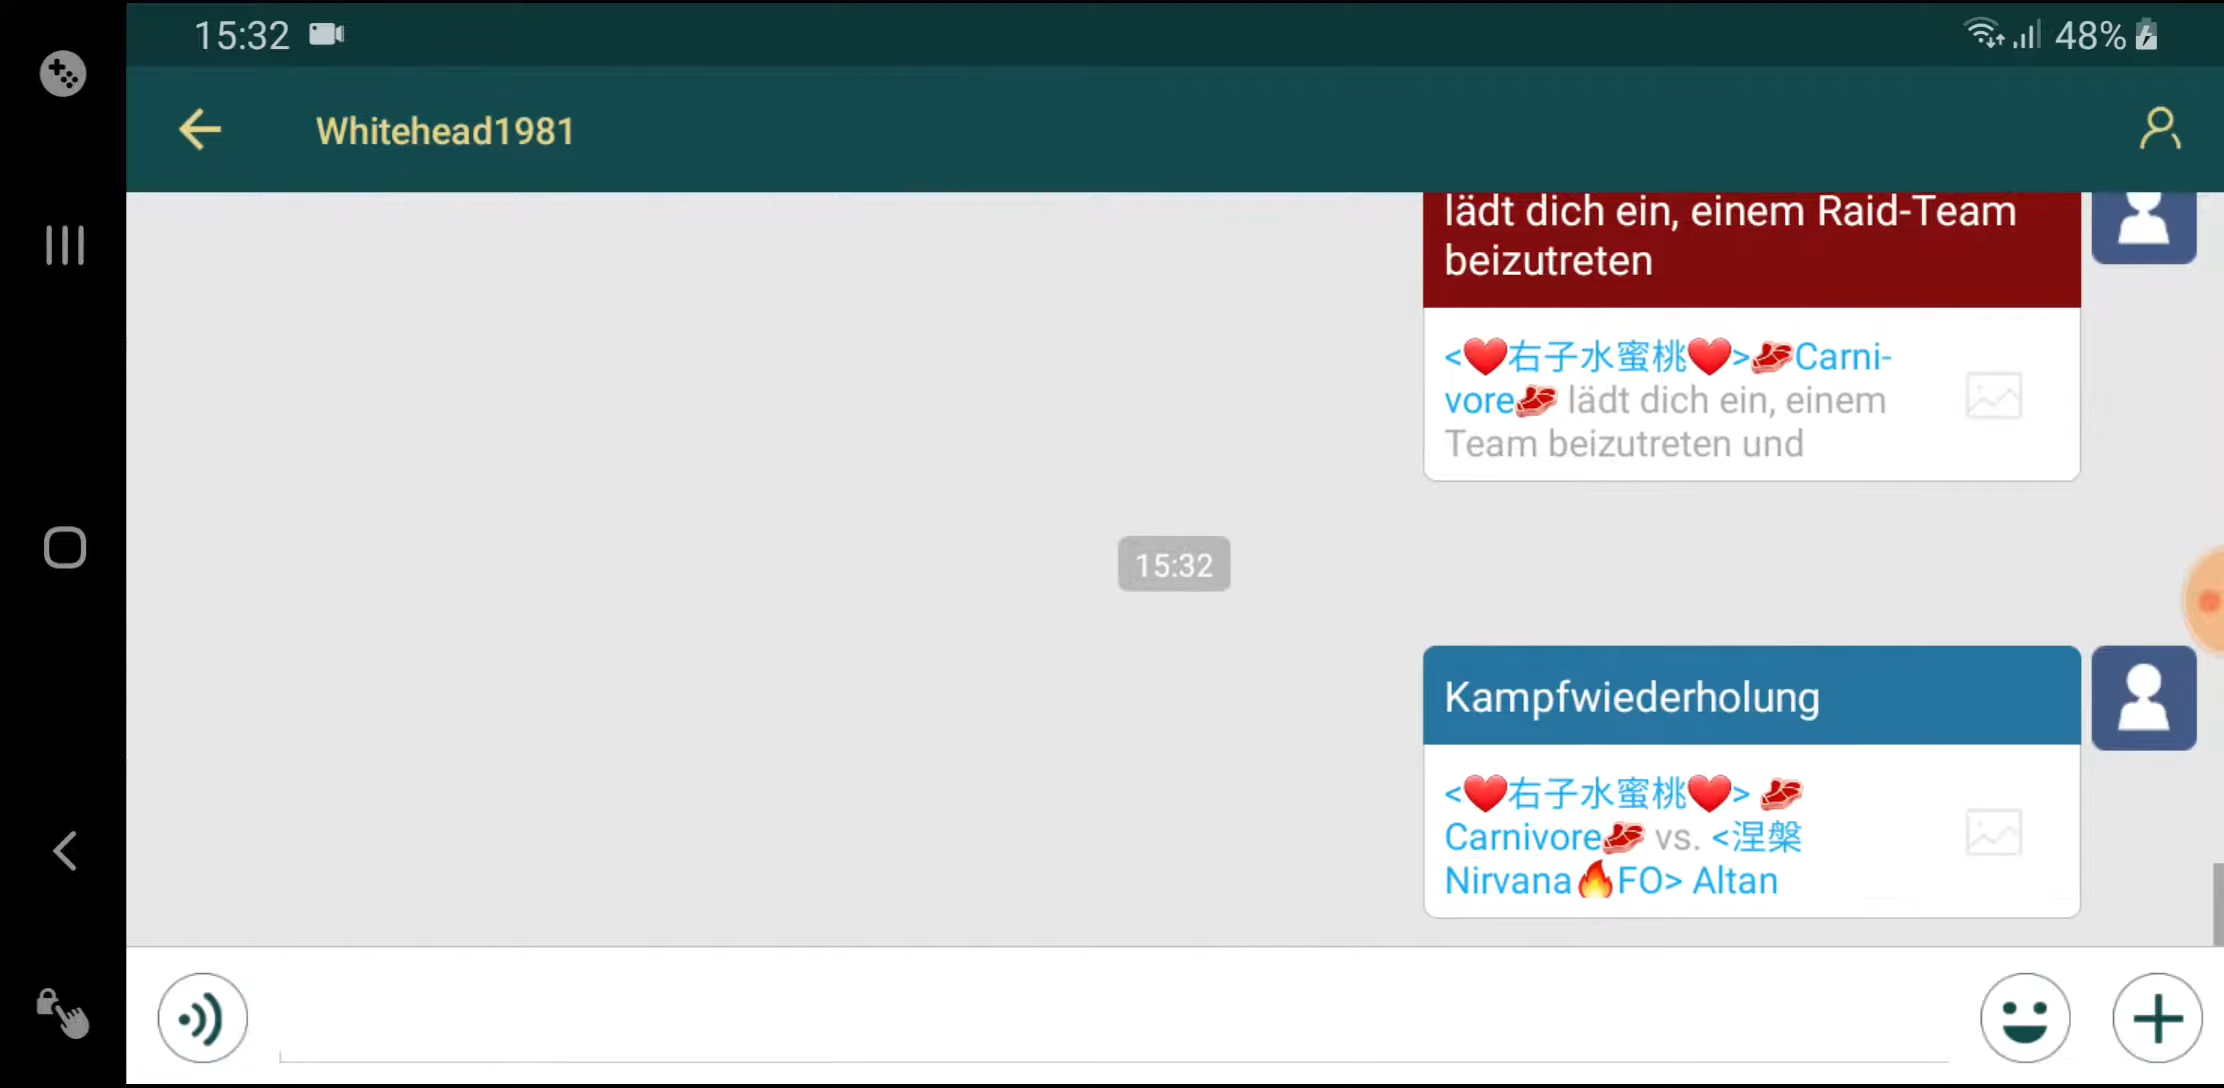 15:32
48%
Whitehead1981
lädt dich ein, einem Raid-Team
beizutreten
<❤️右子水蜜桃❤️>🥩Carni-
vore🥩 lädt dich ein, einem
Team beizutreten und
15:32
Kampfwiederholung
<❤️右子水蜜桃❤️> 🥩
Carnivore🥩 vs. <涅槃
Nirvana🔥FO> Altan